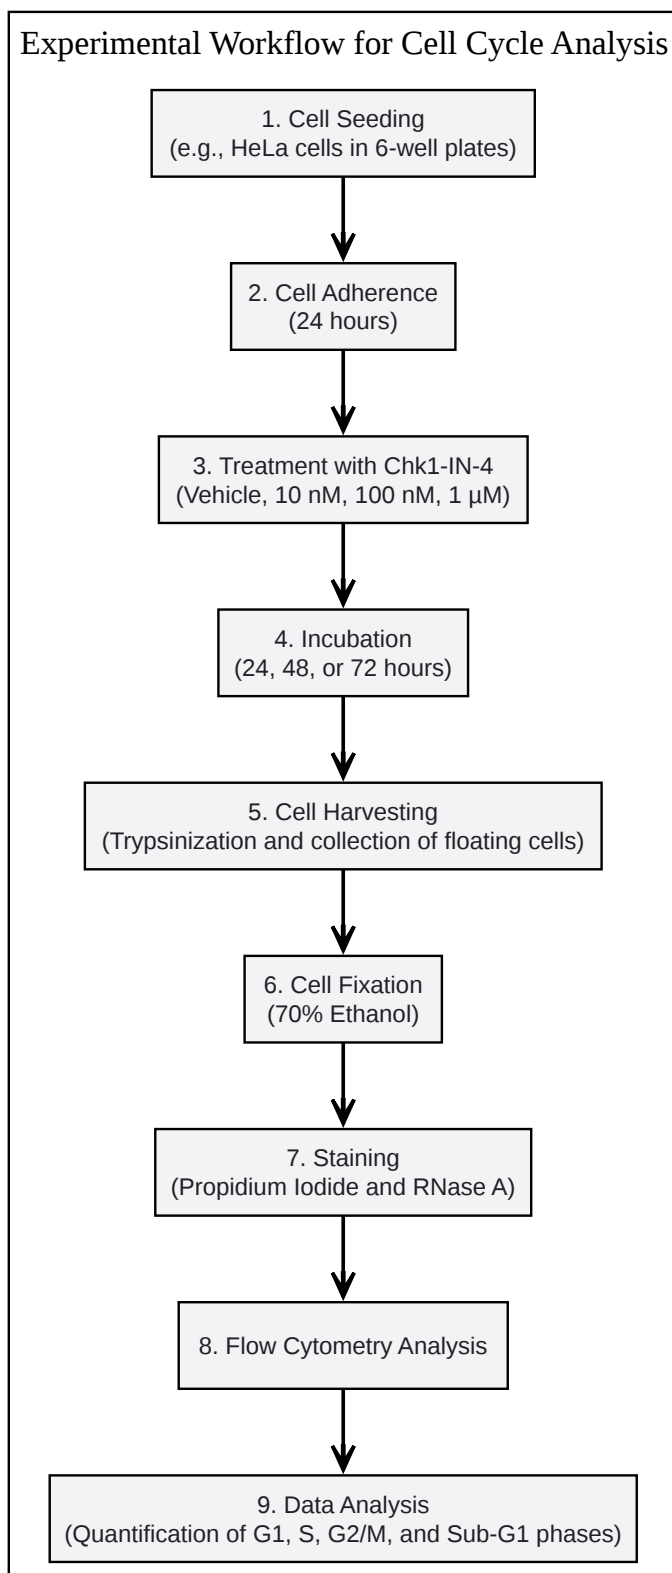 Experimental Workflow for Cell Cycle Analysis
1. Cell Seeding
(e.g., HeLa cells in 6-well plates)
2. Cell Adherence
(24 hours)
3. Treatment with Chk1-IN-4
(Vehicle, 10 nM, 100 nM, 1 µM)
4. Incubation
(24, 48, or 72 hours)
5. Cell Harvesting
(Trypsinization and collection of floating cells)
6. Cell Fixation
(70% Ethanol)
7. Staining
(Propidium Iodide and RNase A)
8. Flow Cytometry Analysis
9. Data Analysis
(Quantification of G1, S, G2/M, and Sub-G1 phases)